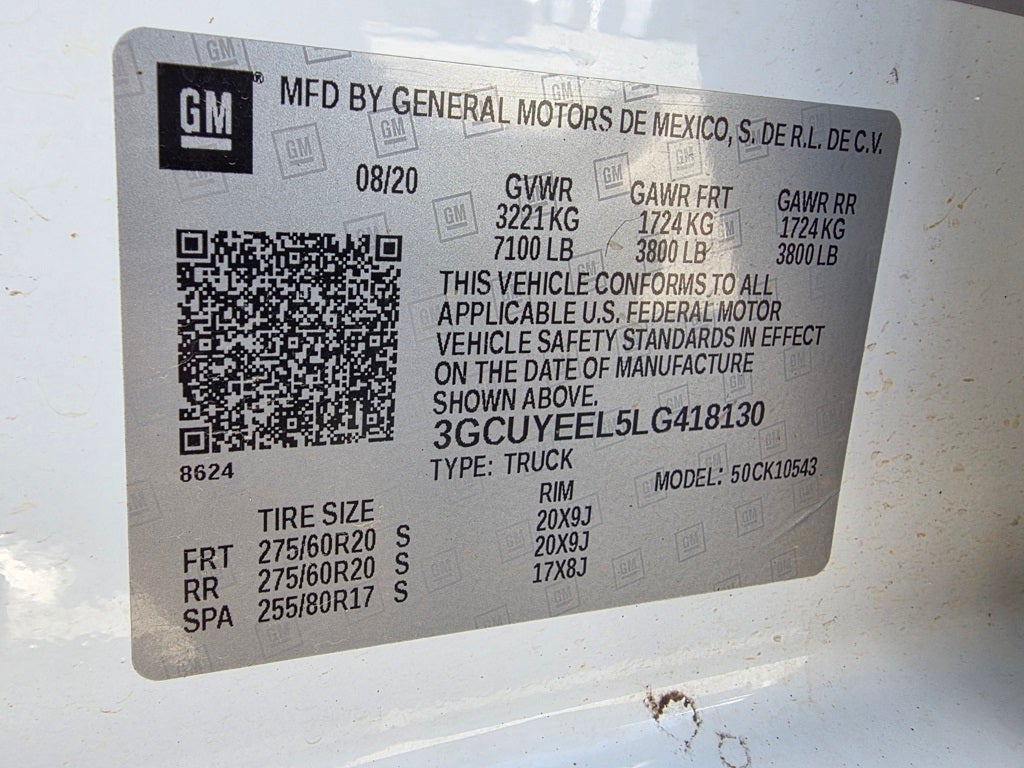 GM® MFD BY GENERAL MOTORS DE MEXICO, S. DE R.L. DE C.V.
08/20 GVWR GAWR FRT GAWR RR
3221 KG 1724 KG 1724 KG
7100 LB 3800 LB 3800 LB
THIS VEHICLE CONFORMS TO ALL
APPLICABLE U.S. FEDERAL MOTOR
VEHICLE SAFETY STANDARDS IN EFFECT
ON THE DATE OF MANUFACTURE
SHOWN ABOVE.
3GCUYEEL5LG418130
8624
TYPE: TRUCK MODEL: 50CK10543
TIRE SIZE RIM
FRT 275/60R20 S 20X9J
RR 275/60R20 S 20X9J
SPA 255/80R17 S 17X8J